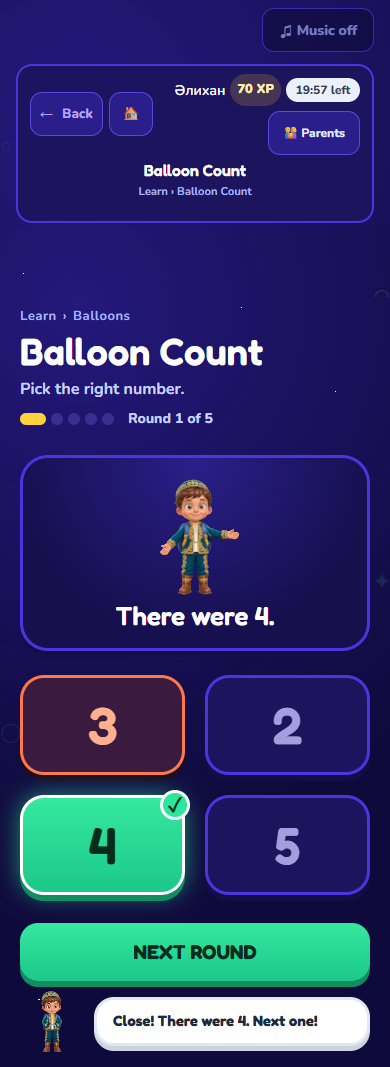 Music off
← Back
Әлихан
70 XP
19:57 left
Parents
Balloon Count
Learn › Balloon Count
Learn › Balloons
Balloon Count
Pick the right number.
Round 1 of 5
There were 4.
3
2
4
5
NEXT ROUND
Close! There were 4. Next one!